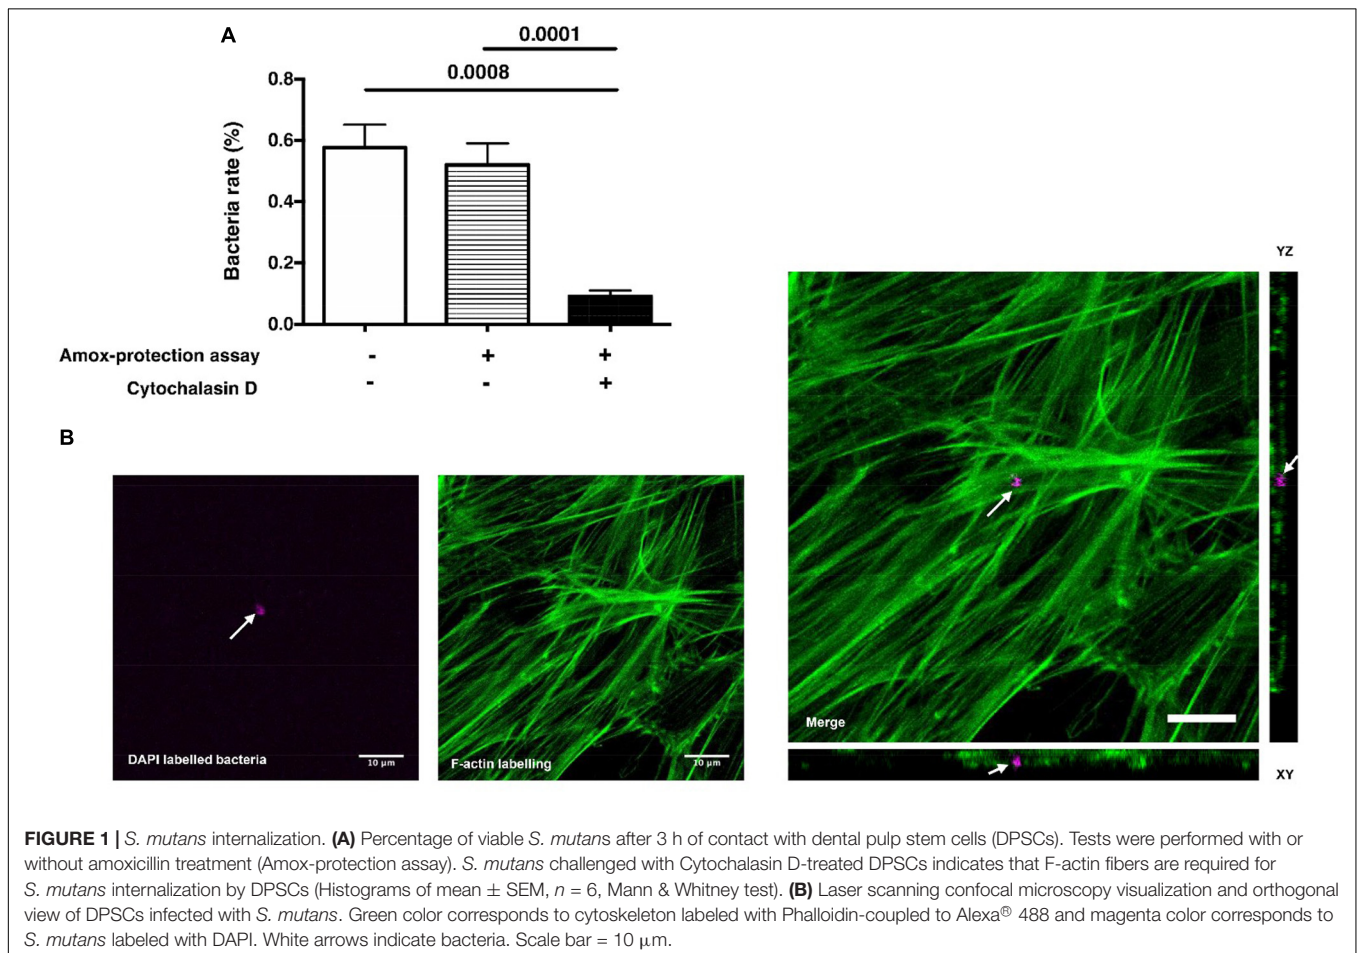 A
0.0001
0.0008
0.8
0.6
0.4
0.2
0.0
Bacteria rate (%)
Amox-protection assay - + +
Cytochalasin D - - +
B
DAPI labelled bacteria
10 μm
F-actin labelling
10 μm
YZ
Merge
XY
FIGURE 1 | S. mutans internalization. (A) Percentage of viable S. mutans after 3 h of contact with dental pulp stem cells (DPSCs). Tests were performed with or
without amoxicillin treatment (Amox-protection assay). S. mutans challenged with Cytochalasin D-treated DPSCs indicates that F-actin fibers are required for
S. mutans internalization by DPSCs (Histograms of mean ± SEM, n = 6, Mann & Whitney test). (B) Laser scanning confocal microscopy visualization and orthogonal
view of DPSCs infected with S. mutans. Green color corresponds to cytoskeleton labeled with Phalloidin-coupled to Alexa® 488 and magenta color corresponds to
S. mutans labeled with DAPI. White arrows indicate bacteria. Scale bar = 10 μm.